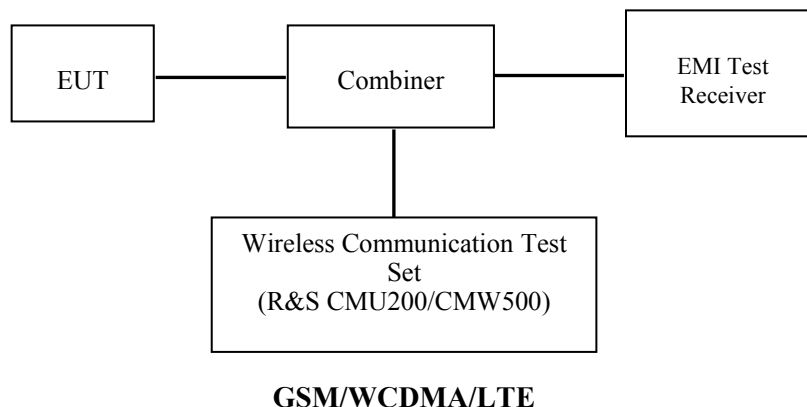 EUT
Combiner
EMI Test
Receiver
Wireless Communication Test
Set
(R&S CMU200/CMW500)
GSM/WCDMA/LTE